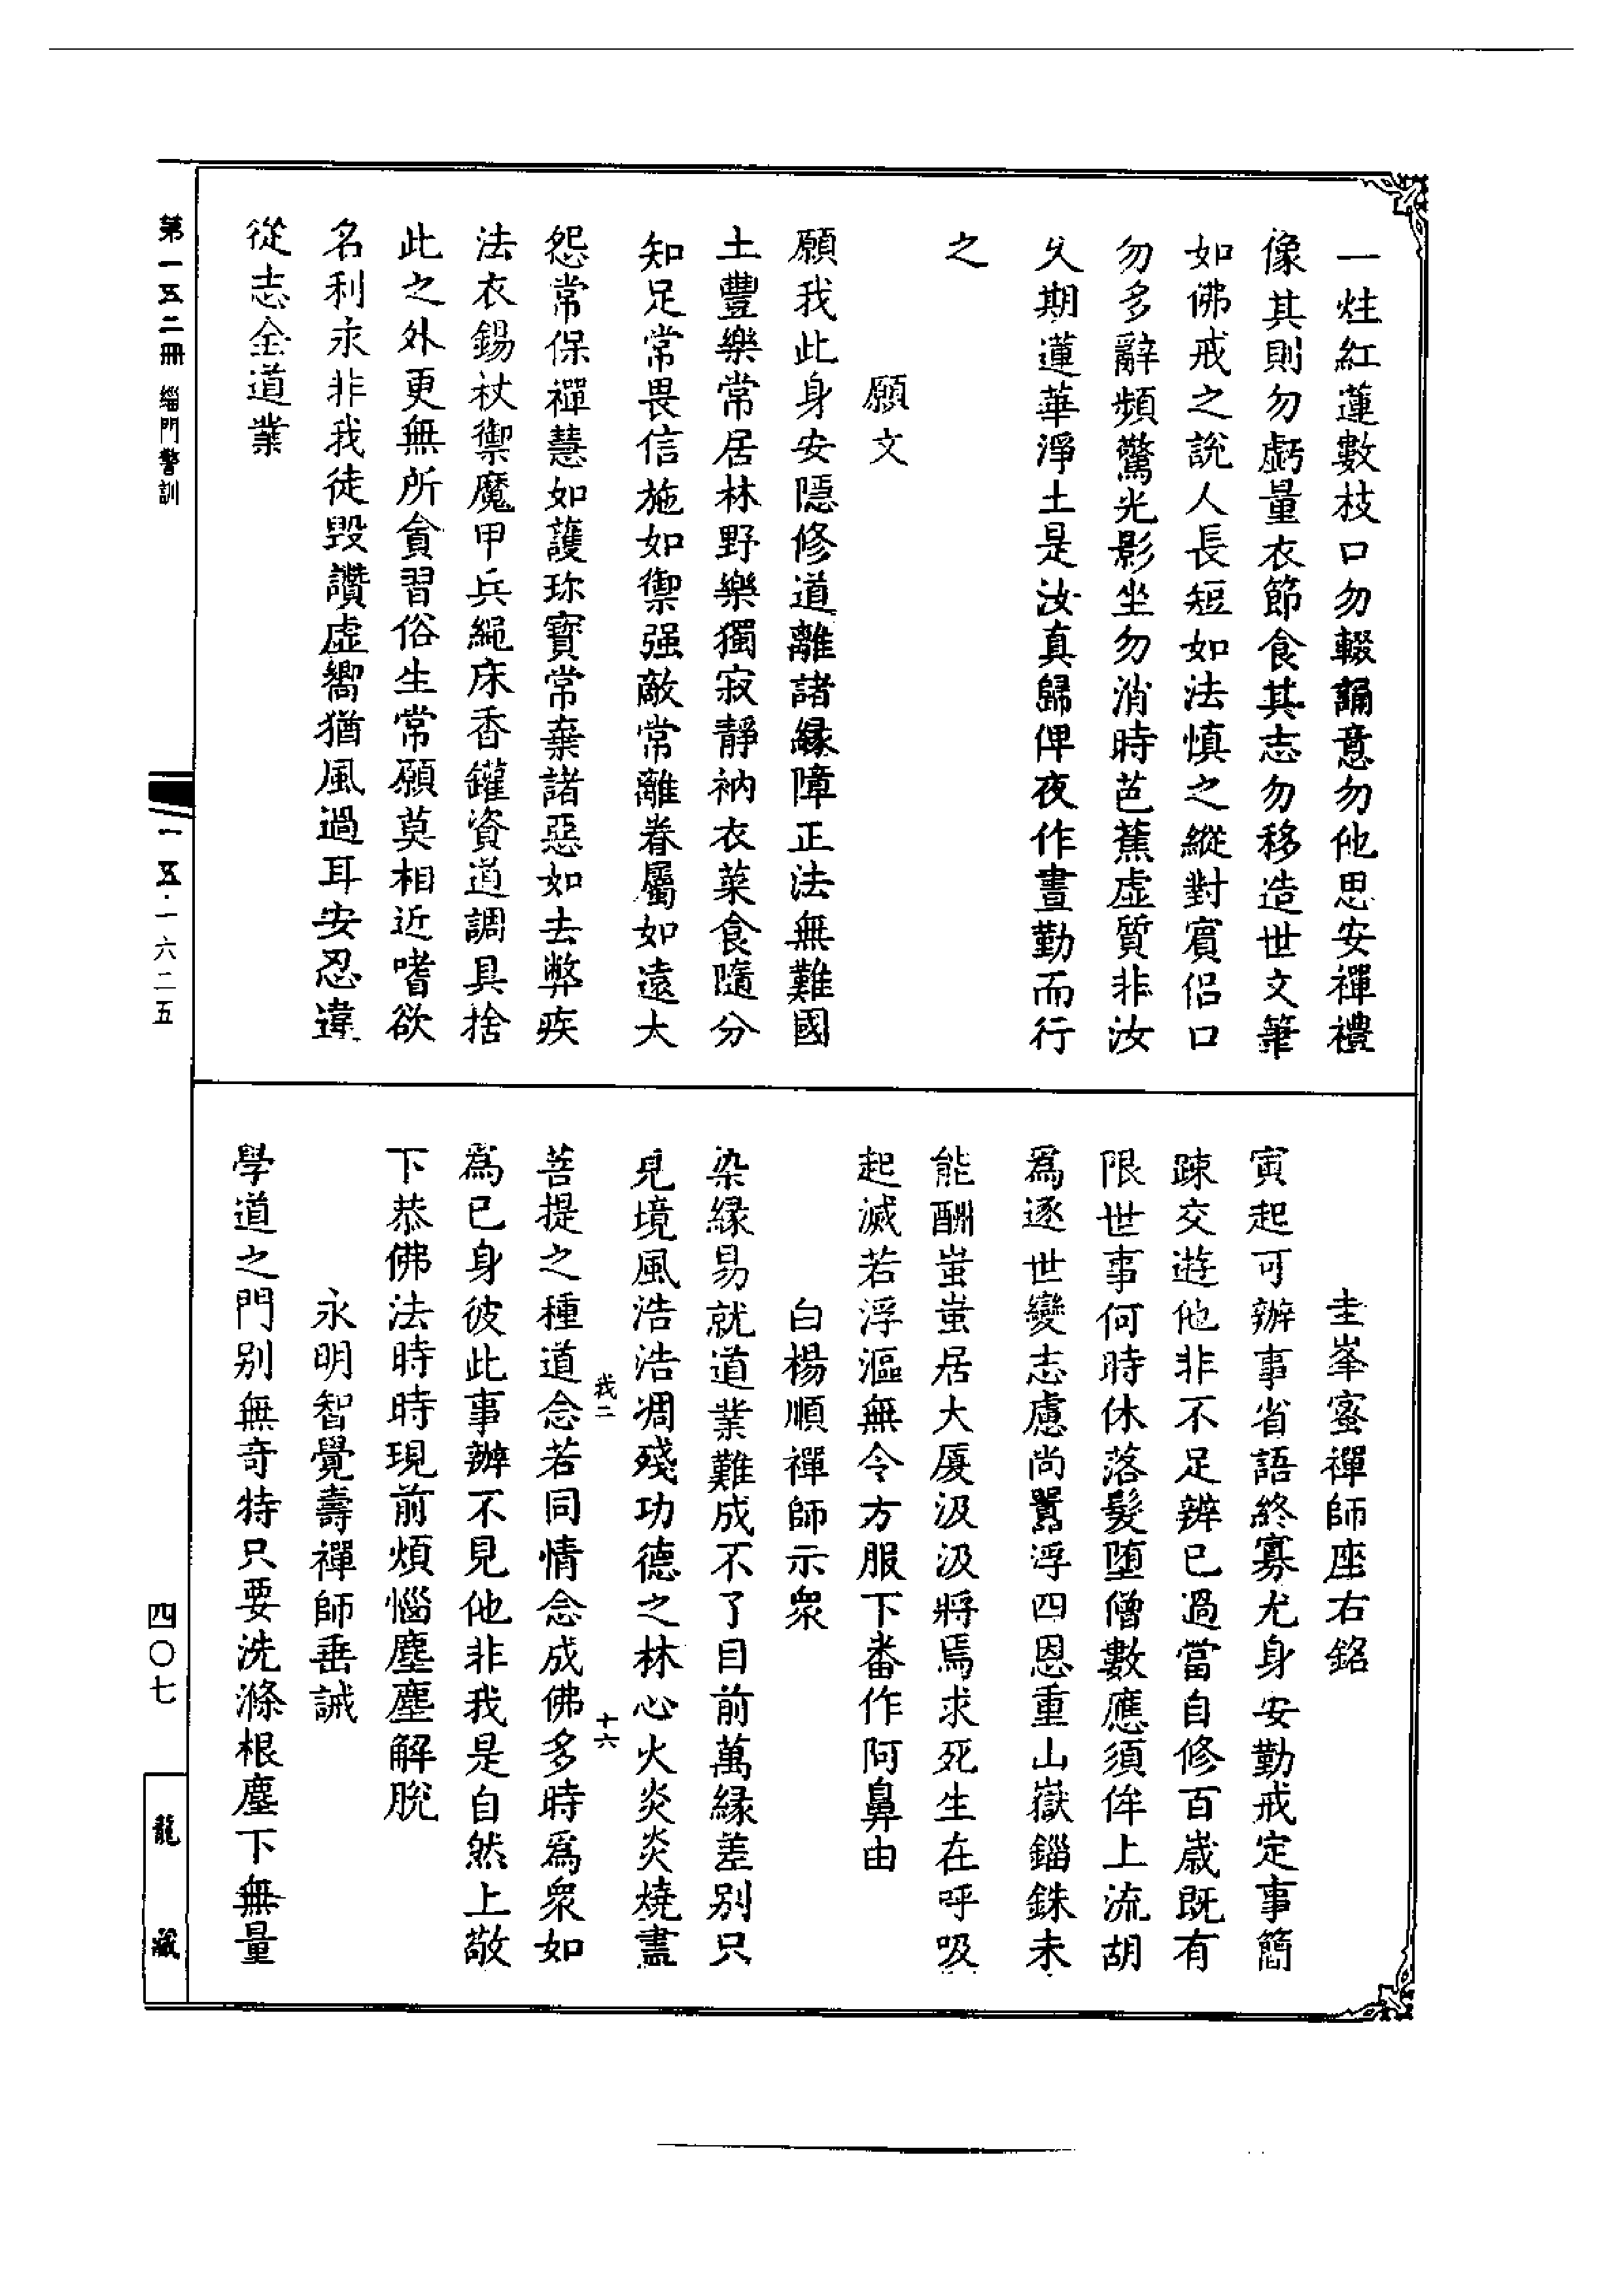 一炷紅蓮數枝口勿輟誦意勿他思安禪禮
像其則勿虧量衣節食其志勿移造世文筆
如佛戒之說人長短如法慎之縱對賓侣口
勿多辭頻驚光影坐勿消時芭蕉虛質非汝
久期蓮華淨土是汝真歸俾夜作晝勤而行
之
願文
願我此身安隱修道離諸緣障正法無難國
土豐樂常居林野樂獨寂靜衲衣菜食隨分
知足常畏信施如禦强敵常離眷屬如遠大
怨常保禪慧如護珎寶常棄諸惡如去弊疾
法衣錫杖禦魔甲兵繩床香鑵資道調具捨
此之外更無所貪習俗生常願莫相近嗜欲
名利永非我徒毀讚虛嚮猶風過耳安忍違
從志全道業
圭峯宻禪師座右銘
寅起可辦事省語終寡尤身安勤戒定事簡
踈交遊他非不足辨已過當自修百歲既有
限世事何時休落髮堕僧數應須侔上流胡
爲逐世變志慮尚囂浮四恩重山嶽錙銖未
能酬蚩蚩居大厦汲汲將焉求死生在呼吸
起滅若浮漚無令方服下番作阿鼻由
白楊順禪師示衆
染緣易就道業難成不了目前萬緣差别只
見境風浩浩凋殘功德之林心火炎炎燒盡
菩提之種道念若同情念成佛多時爲衆如
爲已身彼此事辦不見他非我是自然上敬
下恭佛法時時現前煩惱塵塵解脫
永明智覺壽禪師垂誡
學道之門别無奇特只要洗滌根塵下無量
我二
十六
第一五二冊 緇門警訓
一五·一六二五
四〇七
龍藏